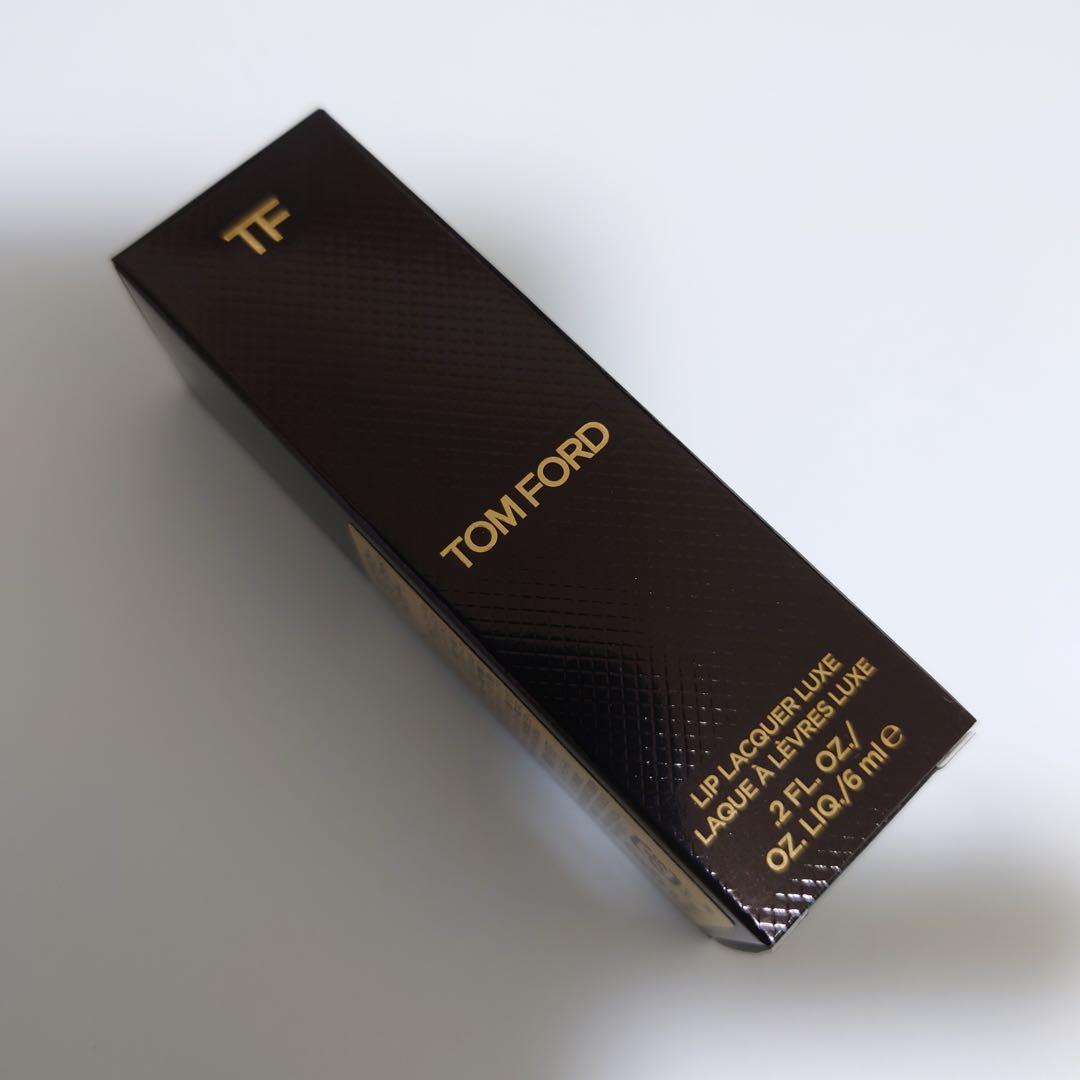 TF
TOM FORD
LIP LACQUER LUXE
LAQUE À LÈVRES LUXE
.2 FL. OZ./
OZ. LIQ./6 ml ℮